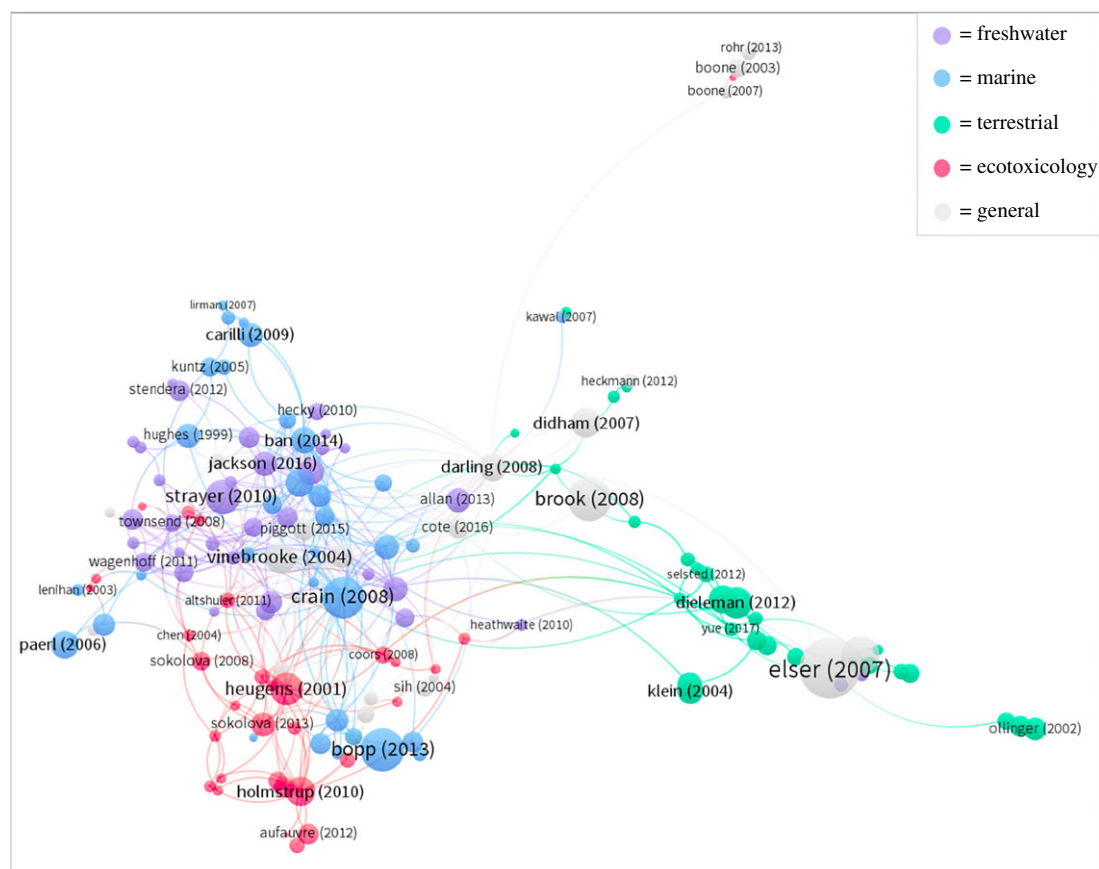 = freshwater
= marine
= terrestrial
= ecotoxicology
= general
rohr (2013)
boone (2003)
boone (2007)
lirman (2007)
kawai (2007)
carilli (2009)
kuntz (2005)
heckmann (2012)
stendera (2012)
hecky (2010)
didham (2007)
hughes (1999)
ban (2014)
jackson (2016)
darling (2008)
strayer (2010)
allan (2013)
brook (2008)
townsend (2008)
piggott (2015)
cote (2016)
vinebrooke (2004)
wagenhoff (2011)
selsted (2012)
lenihan (2003)
altshuler (2011)
crain (2008)
dieleman (2012)
heathwaite (2010)
yue (2017)
chen (2004)
paerl (2006)
sokolova (2008)
coors (2008)
elser (2007)
heugens (2001)
sih (2004)
klein (2004)
sokolova (2013)
ollinger (2002)
bopp (2013)
holmstrup (2010)
aufauvre (2012)